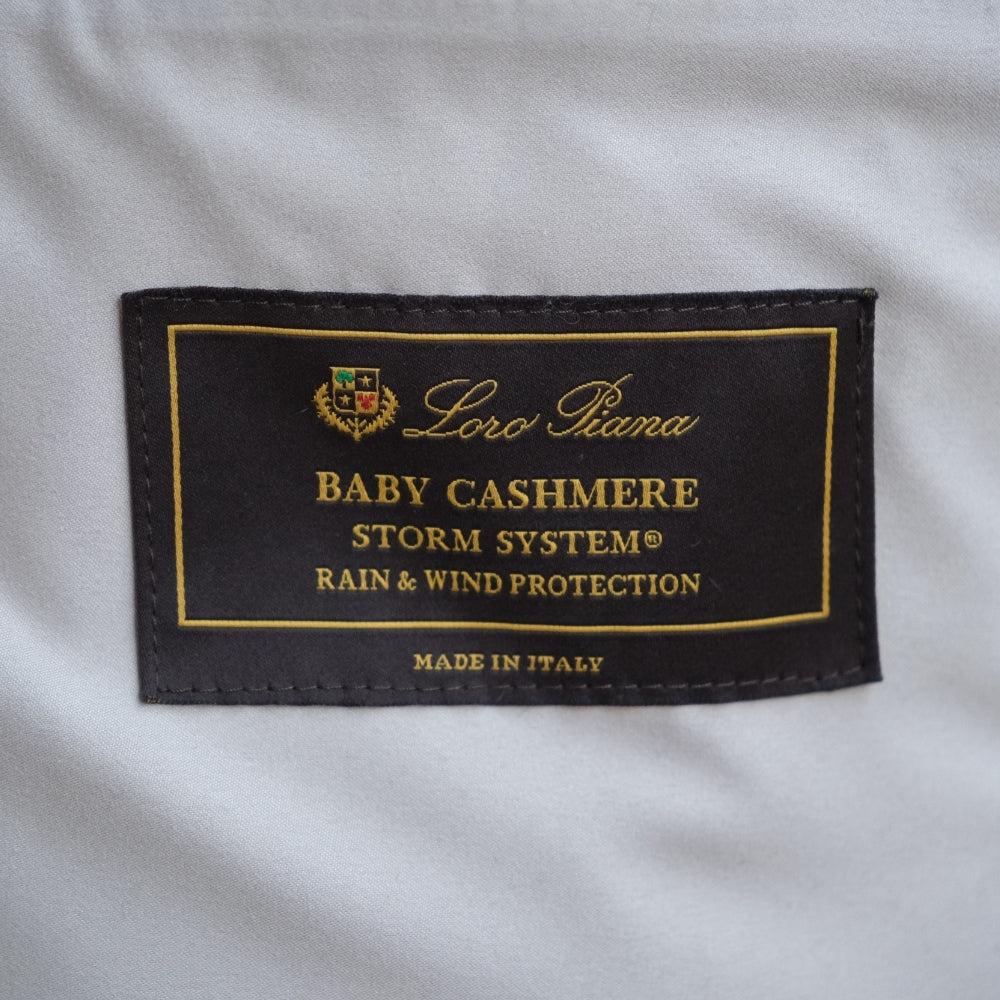 Loro Piana
BABY CASHMERE
STORM SYSTEM®
RAIN & WIND PROTECTION
MADE IN ITALY